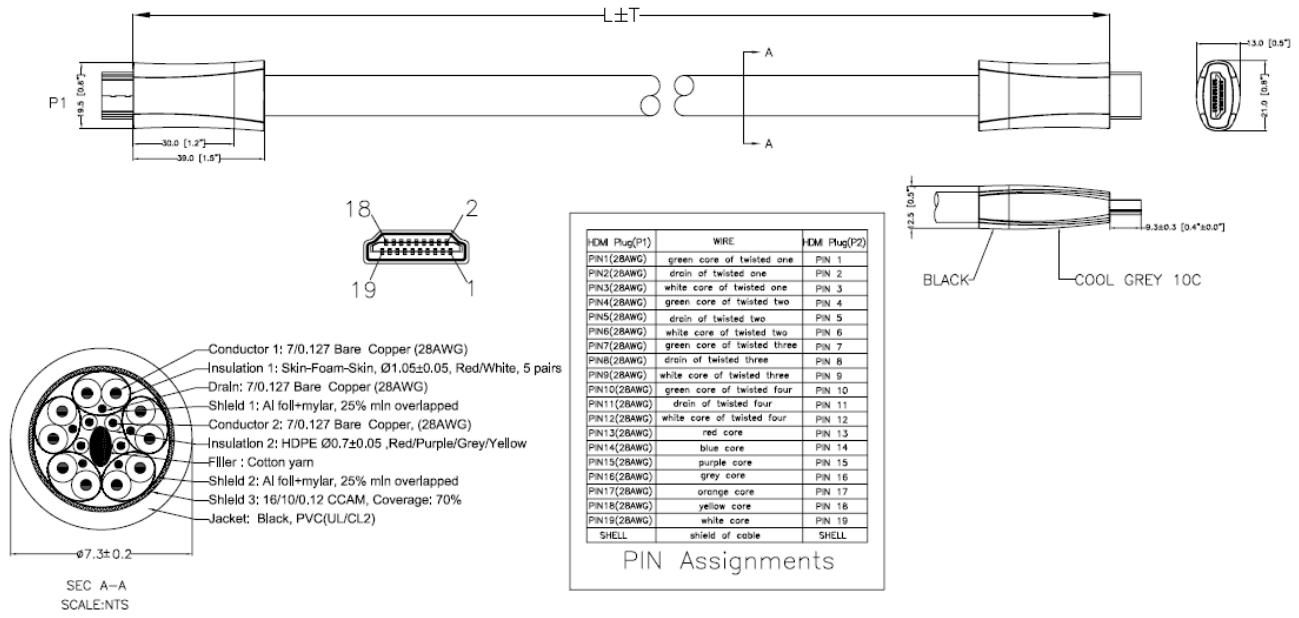 L±T
P1
19.5 [0.8"]
30.0 [1.2"]
39.0 [1.5"]
A
A
13.0 [0.5"]
21.0 [0.8"]
12.5 [0.5"]
9.3±0.3 [0.4"±0.0"]
BLACK
COOL GREY 10C
18 2
19 1
HDMI Plug(P1) WIRE HDMI Plug(P2)
PIN1(28AWG) green core of twisted one PIN 1
PIN2(28AWG) drain of twisted one PIN 2
PIN3(28AWG) white core of twisted one PIN 3
PIN4(28AWG) green core of twisted two PIN 4
PIN5(28AWG) drain of twisted two PIN 5
PIN6(28AWG) white core of twisted two PIN 6
PIN7(28AWG) green core of twisted three PIN 7
PIN8(28AWG) drain of twisted three PIN 8
PIN9(28AWG) white core of twisted three PIN 9
PIN10(28AWG) green core of twisted four PIN 10
PIN11(28AWG) drain of twisted four PIN 11
PIN12(28AWG) white core of twisted four PIN 12
PIN13(28AWG) red core PIN 13
PIN14(28AWG) blue core PIN 14
PIN15(28AWG) purple core PIN 15
PIN16(28AWG) grey core PIN 16
PIN17(28AWG) orange core PIN 17
PIN18(28AWG) yellow core PIN 18
PIN19(28AWG) white core PIN 19
SHELL shield of cable SHELL
PIN Assignments
Conductor 1: 7/0.127 Bare Copper (28AWG)
Insulation 1: Skin-Foam-Skin, Ø1.05±0.05, Red/White, 5 pairs
Drain: 7/0.127 Bare Copper (28AWG)
Shield 1: Al foil+mylar, 25% min overlapped
Conductor 2: 7/0.127 Bare Copper, (28AWG)
Insulation 2: HDPE Ø0.7±0.05 ,Red/Purple/Grey/Yellow
Filler : Cotton yarn
Shield 2: Al foil+mylar, 25% min overlapped
Shield 3: 16/10/0.12 CCAM, Coverage: 70%
Jacket: Black, PVC(UL/CL2)
ø7.3±0.2
SEC A-A
SCALE:NTS